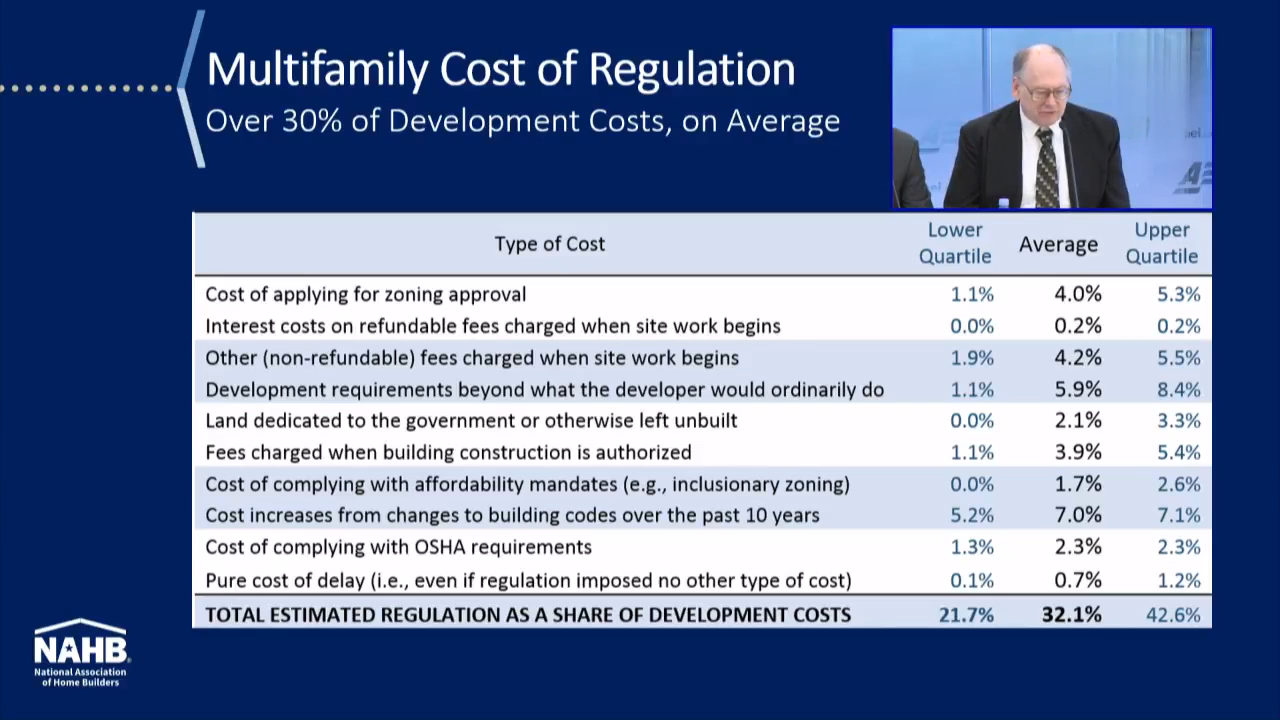 Multifamily Cost of Regulation
Over 30% of Development Costs, on Average
Type of Cost Lower Quartile Average Upper Quartile
Cost of applying for zoning approval 1.1% 4.0% 5.3%
Interest costs on refundable fees charged when site work begins 0.0% 0.2% 0.2%
Other (non-refundable) fees charged when site work begins 1.9% 4.2% 5.5%
Development requirements beyond what the developer would ordinarily do 1.1% 5.9% 8.4%
Land dedicated to the government or otherwise left unbuilt 0.0% 2.1% 3.3%
Fees charged when building construction is authorized 1.1% 3.9% 5.4%
Cost of complying with affordability mandates (e.g., inclusionary zoning) 0.0% 1.7% 2.6%
Cost increases from changes to building codes over the past 10 years 5.2% 7.0% 7.1%
Cost of complying with OSHA requirements 1.3% 2.3% 2.3%
Pure cost of delay (i.e., even if regulation imposed no other type of cost) 0.1% 0.7% 1.2%
TOTAL ESTIMATED REGULATION AS A SHARE OF DEVELOPMENT COSTS 21.7% 32.1% 42.6%
NAHB®
National Association
of Home Builders